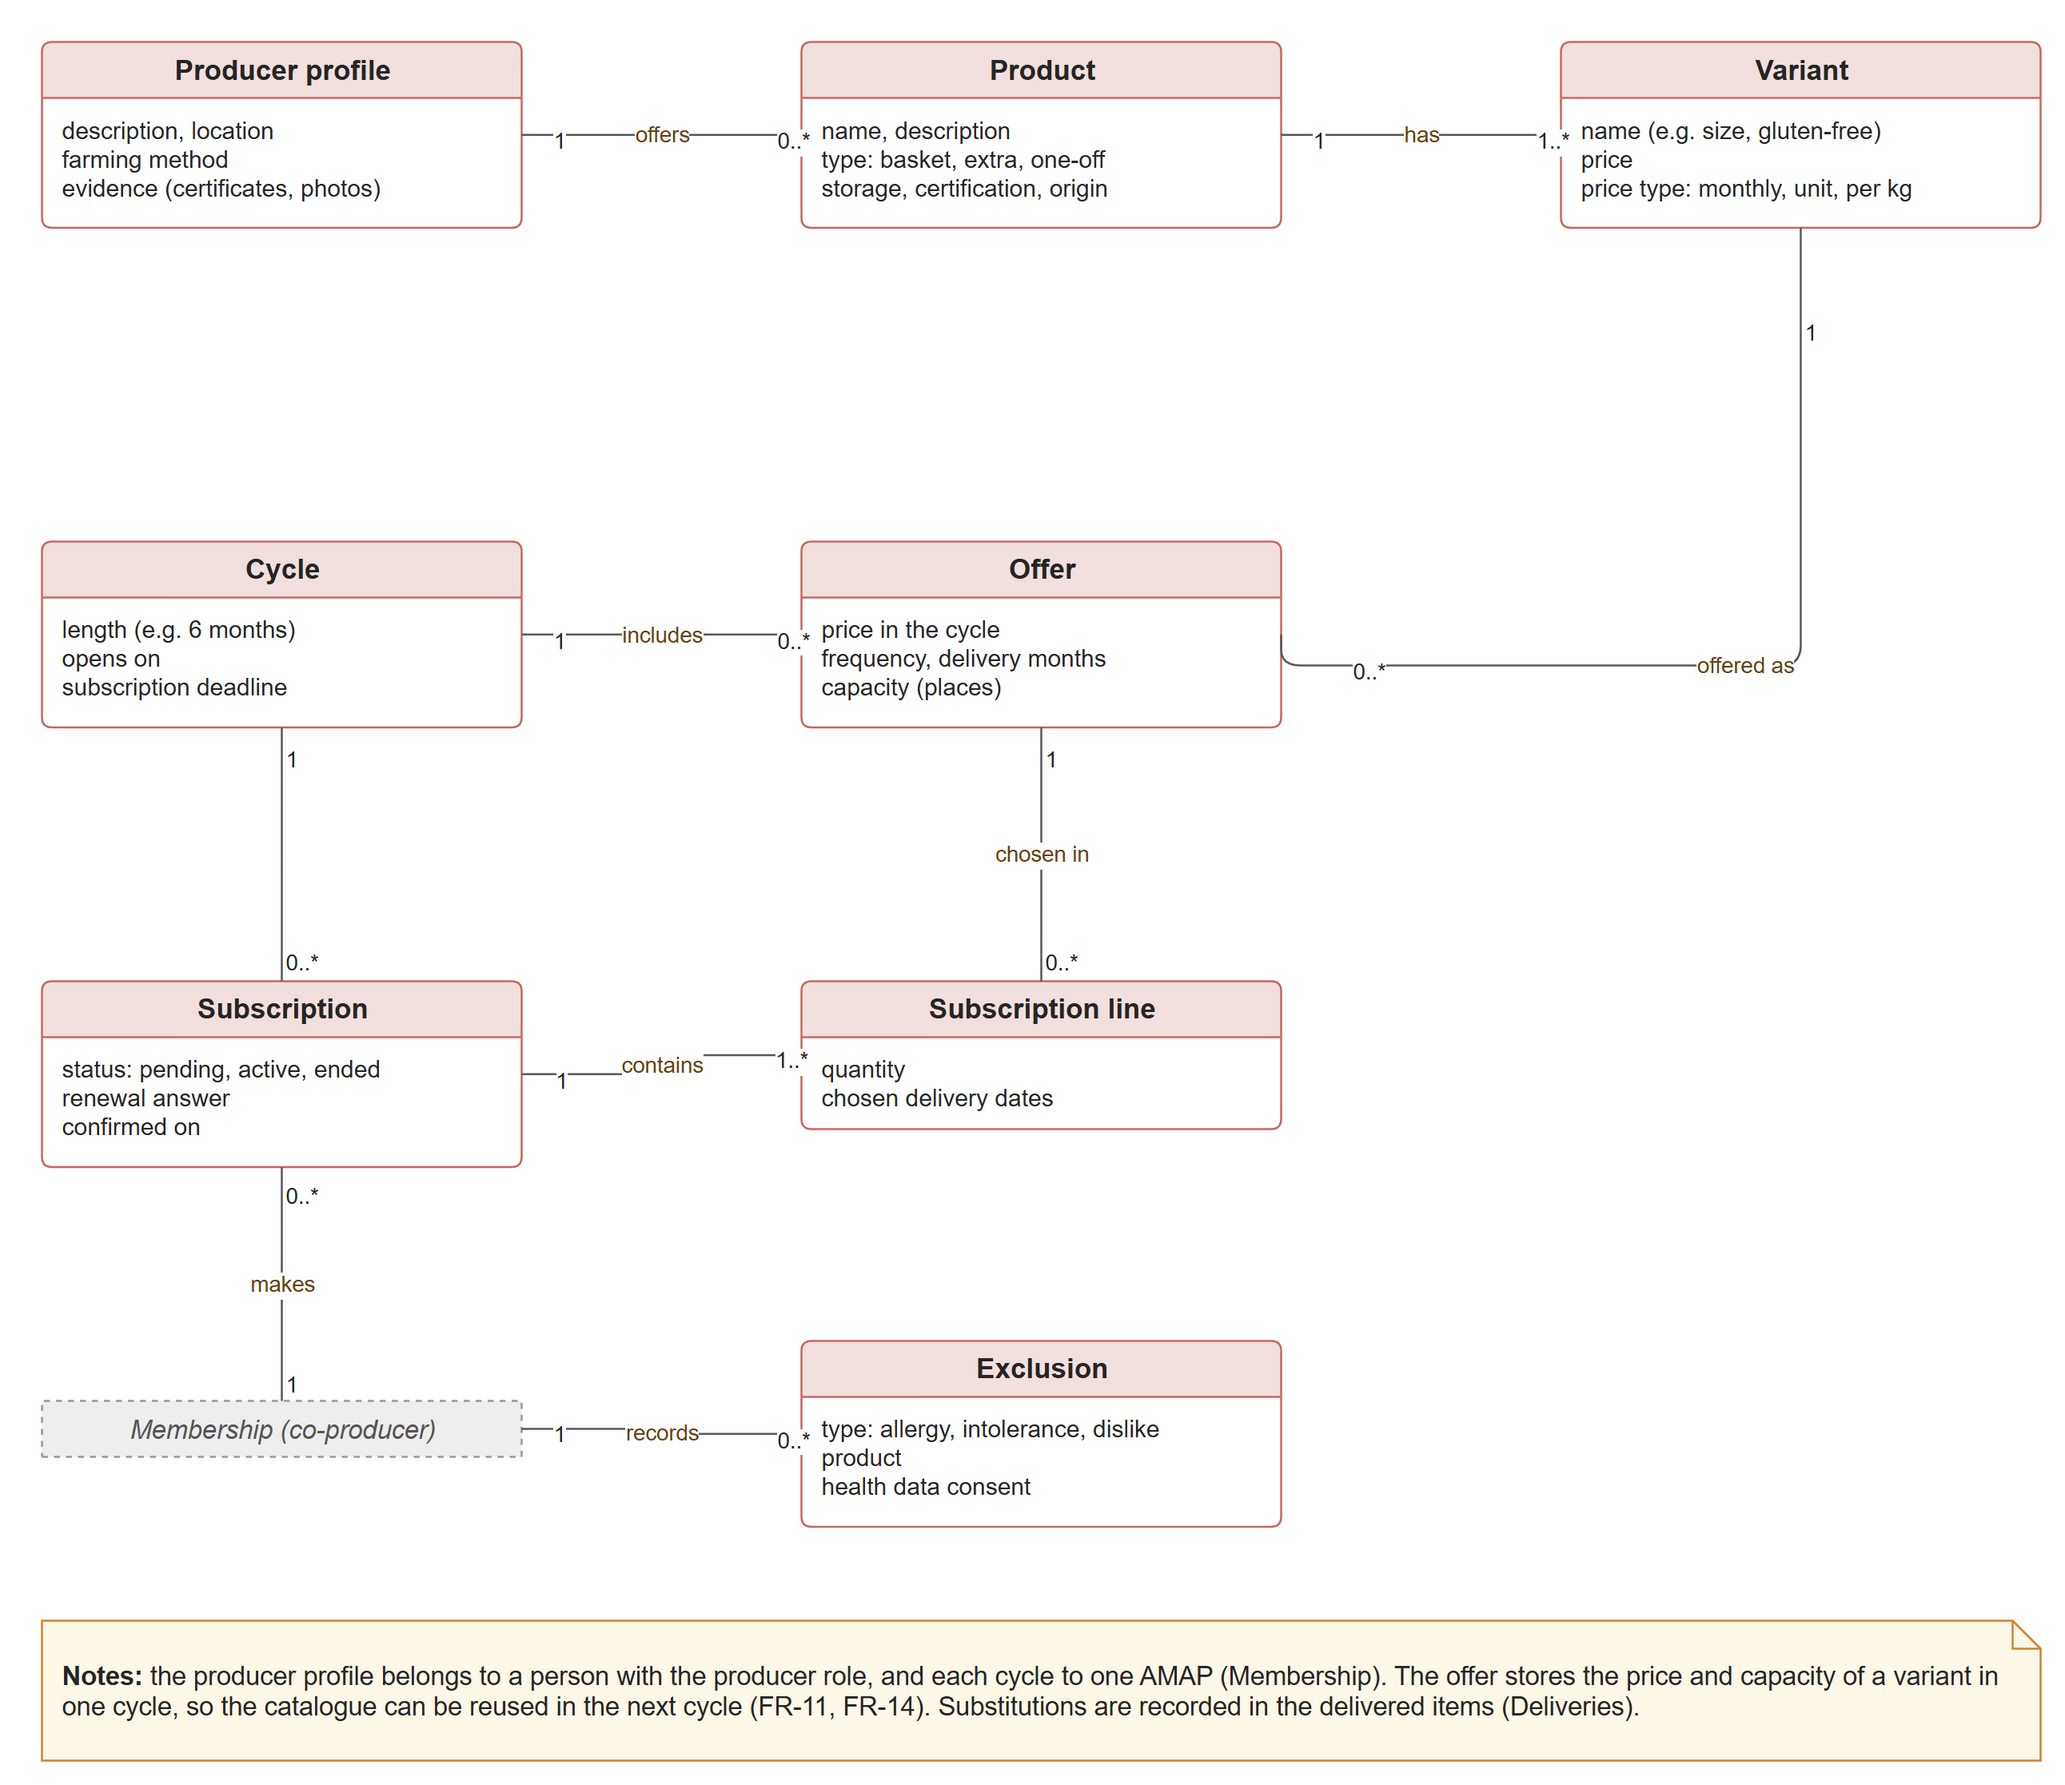 Producer profile
description, location
farming method
evidence (certificates, photos)
1
offers
0..*
Product
name, description
type: basket, extra, one-off
storage, certification, origin
1
has
1..*
Variant
name (e.g. size, gluten-free)
price
price type: monthly, unit, per kg
1
Cycle
length (e.g. 6 months)
opens on
subscription deadline
1
includes
0..*
Offer
price in the cycle
frequency, delivery months
capacity (places)
0..*
offered as
1
0..*
1
chosen in
0..*
Subscription
status: pending, active, ended
renewal answer
confirmed on
1
contains
1..*
Subscription line
quantity
chosen delivery dates
0..*
makes
1
Membership (co-producer)
1
records
0..*
Exclusion
type: allergy, intolerance, dislike
product
health data consent
Notes: the producer profile belongs to a person with the producer role, and each cycle to one AMAP (Membership). The offer stores the price and capacity of a variant in
one cycle, so the catalogue can be reused in the next cycle (FR-11, FR-14). Substitutions are recorded in the delivered items (Deliveries).